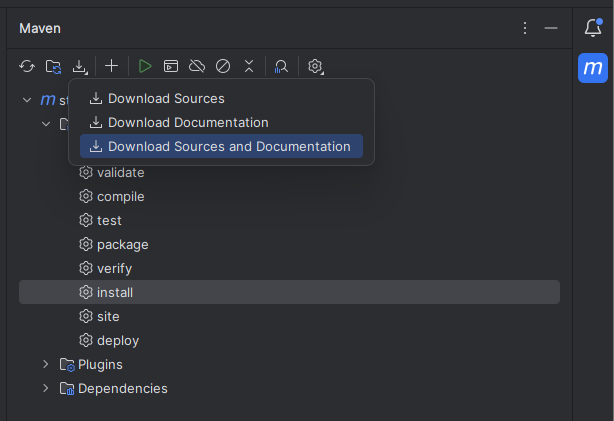 Maven
m
Download Sources
Download Documentation
Download Sources and Documentation
m
validate
compile
test
package
verify
install
site
deploy
Plugins
Dependencies